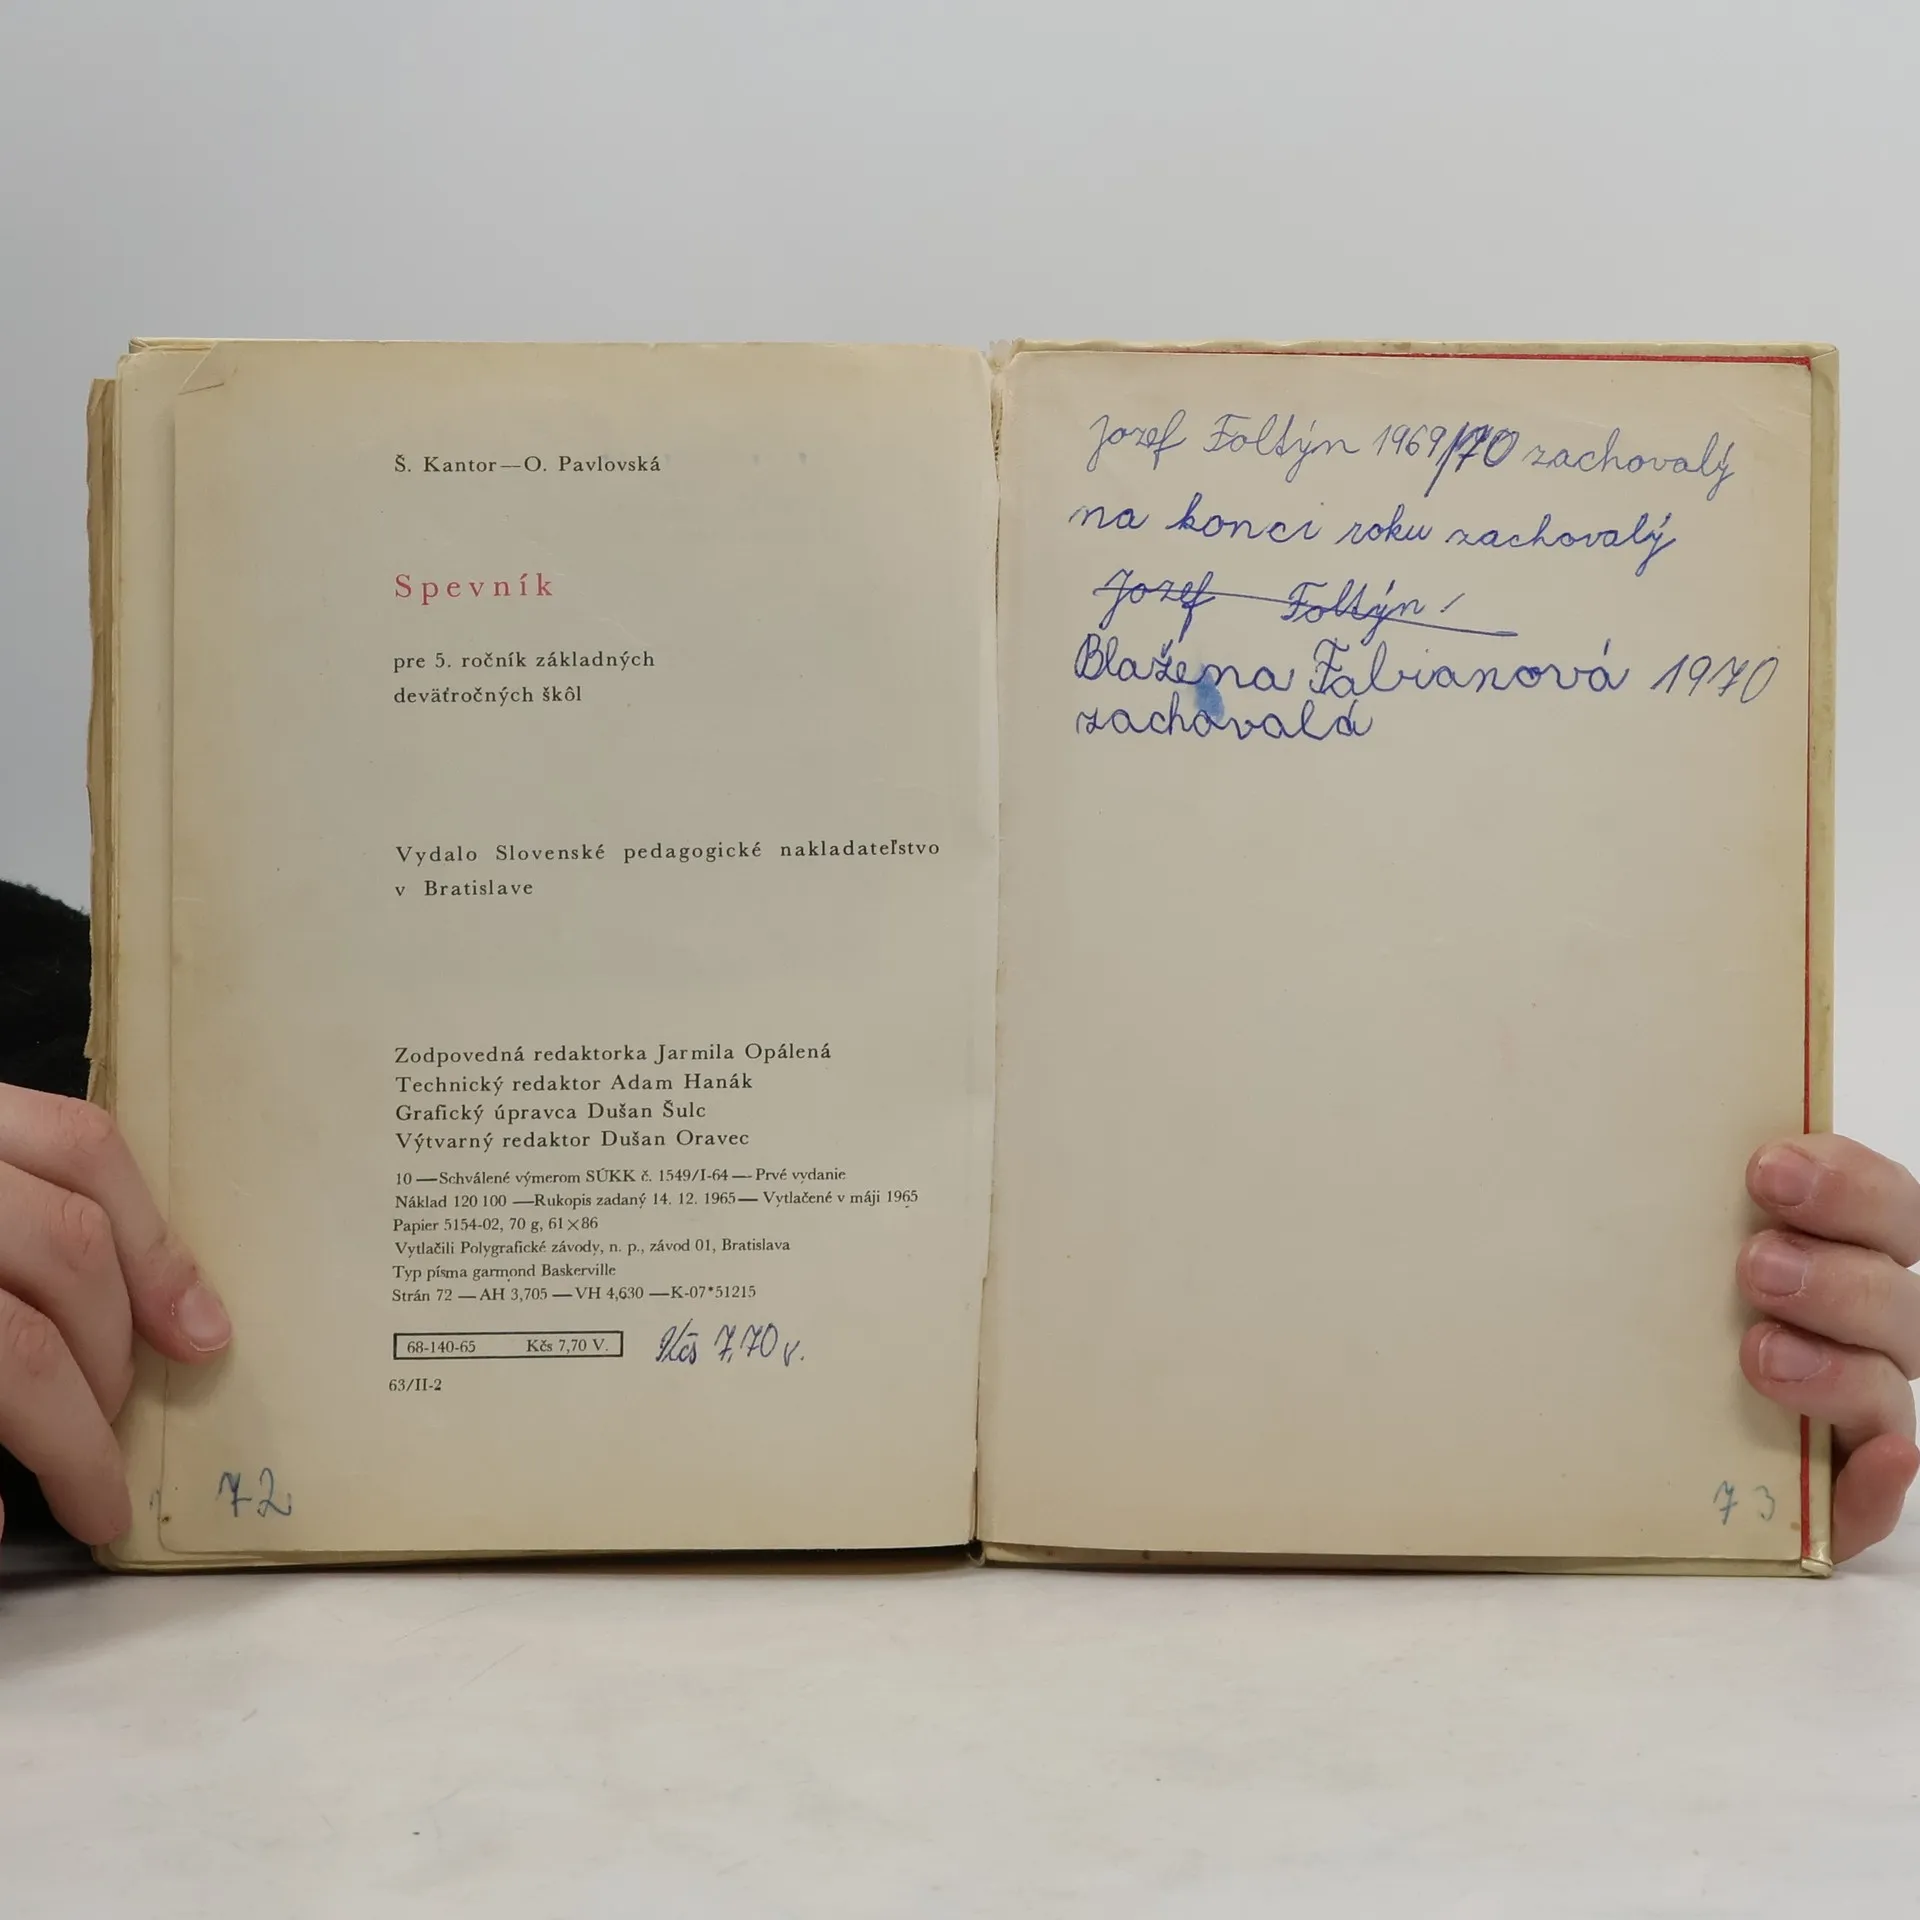 Š. Kantor—O. Pavlovská
Spevník
pre 5. ročník základných
deväťročných škôl
Vydalo Slovenské pedagogické nakladateľstvo
v Bratislave
Zodpovedná redaktorka Jarmila Opálená
Technický redaktor Adam Hanák
Grafický úpravca Dušan Šulc
Výtvarný redaktor Dušan Oravec
10 — Schválené výmerom SÚKK č. 1549/I-64 — Prvé vydanie
Náklad 120 100 — Rukopis zadaný 14. 12. 1965 — Vytlačené v máji 1965
Papier 5154-02, 70 g, 61×86
Vytlačili Polygrafické závody, n. p., závod 01, Bratislava
Typ písma garmond Baskerville
Strán 72 — AH 3,705 — VH 4,630 — K-07*51215
68-140-65 Kčs 7,70 V.
Kčs 7,70 v.
63/II-2
72
Jozef Foltýn 1969/70 zachovalý
na konci roku zachovalý
Jozef Foltýn
Blažena Fabianová 1970
zachovalá
73